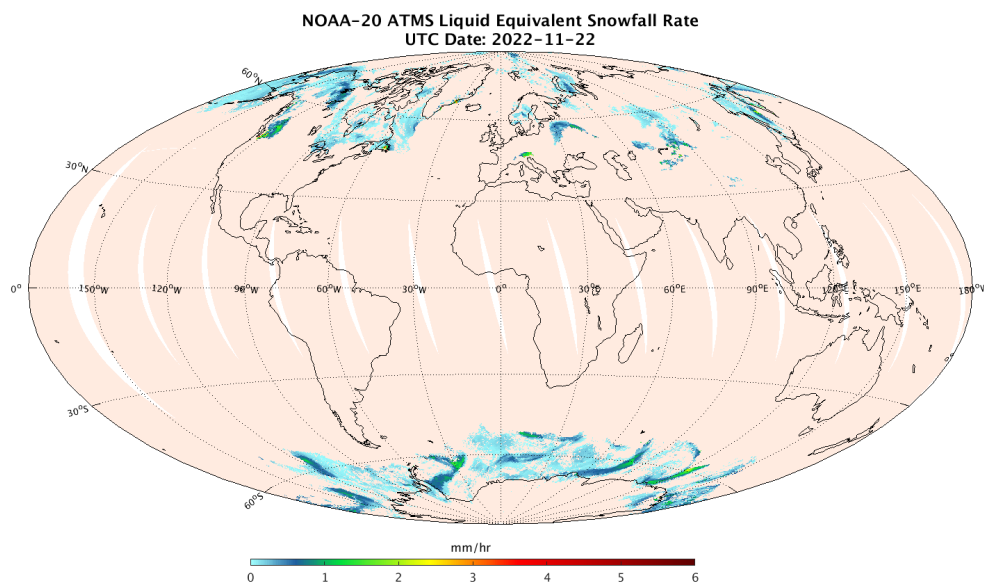 NOAA-20 ATMS Liquid Equivalent Snowfall Rate
UTC Date: 2022-11-22
60°N
30°N
0°
150°W
120°W
90°W
60°W
30°W
0°
30°E
60°E
90°E
120°E
150°E
180°W
30°S
60°S
mm/hr
0 1 2 3 4 5 6